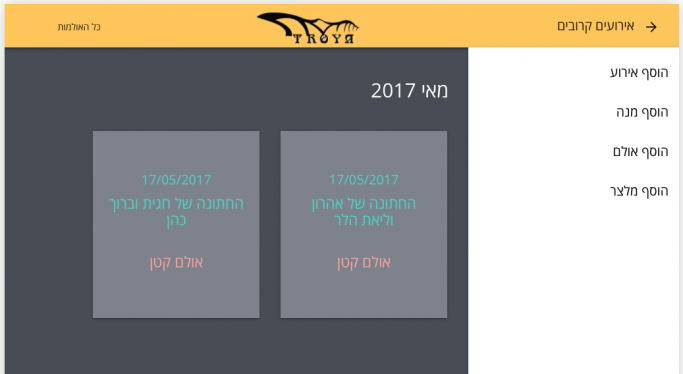 אירועים קרובים
TROYA
כל האולמות
הוסף אירוע
הוסף מנה
הוסף אולם
הוסף מלצר
מאי 2017
17/05/2017
החתונה של אהרון
וליאת הלר
אולם קטן
17/05/2017
החתונה של חגית וברוך
כהן
אולם קטן